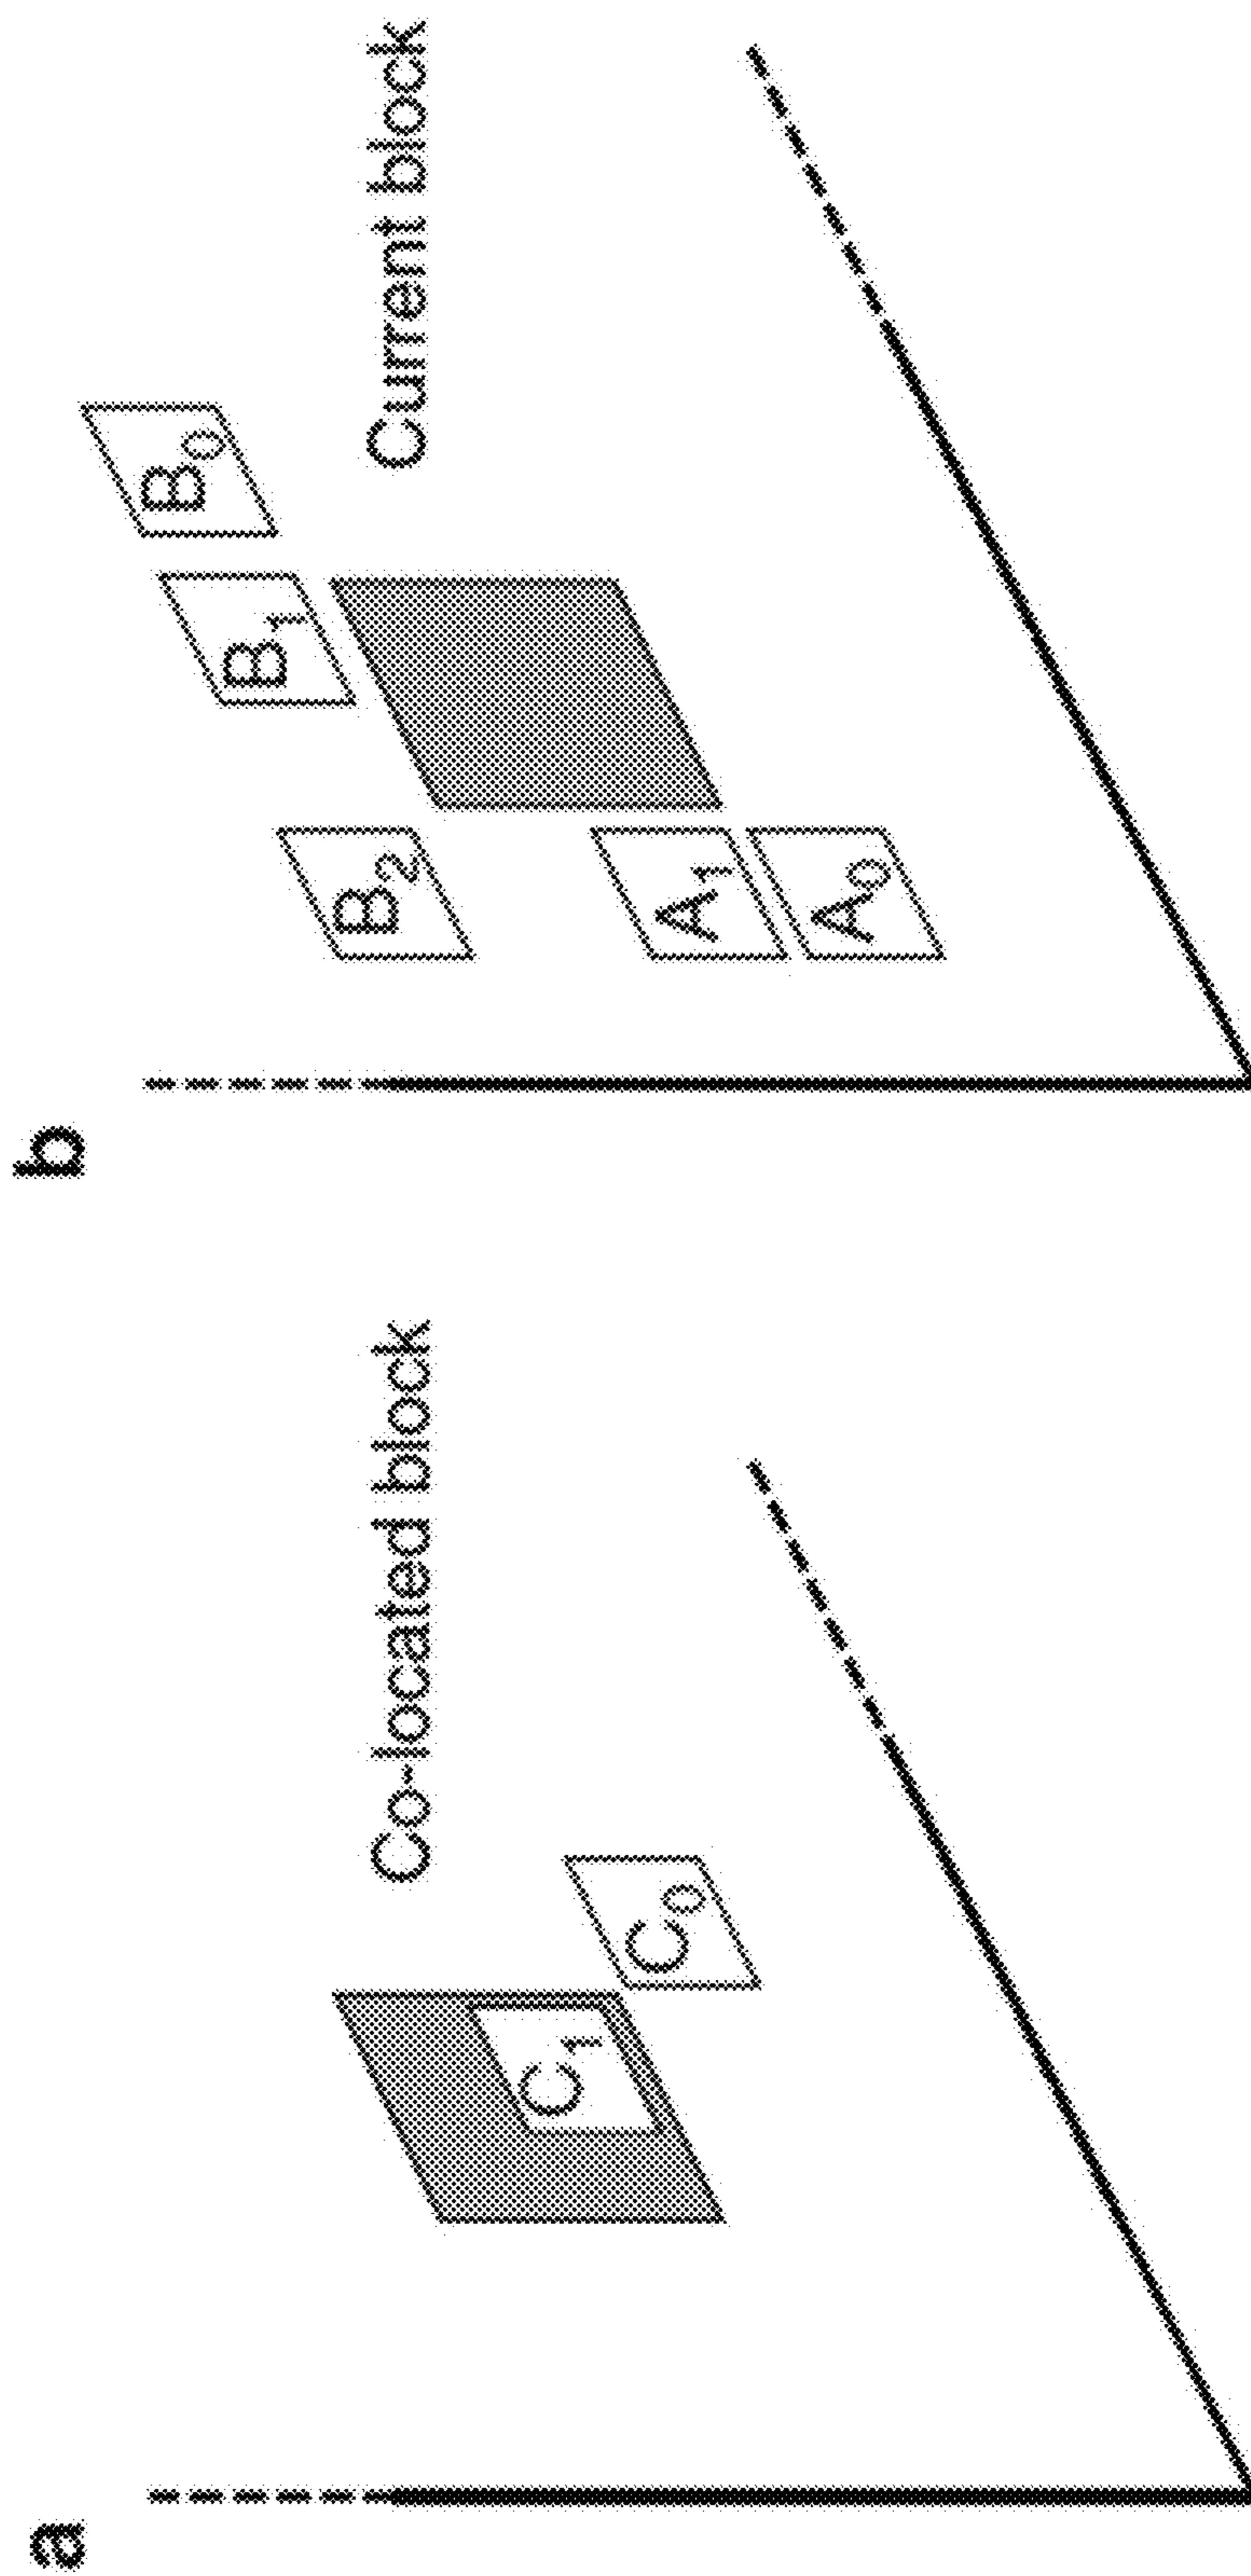 a
Co-located block
C1
C0
b
Current block
B2
B1
B0
A1
A0